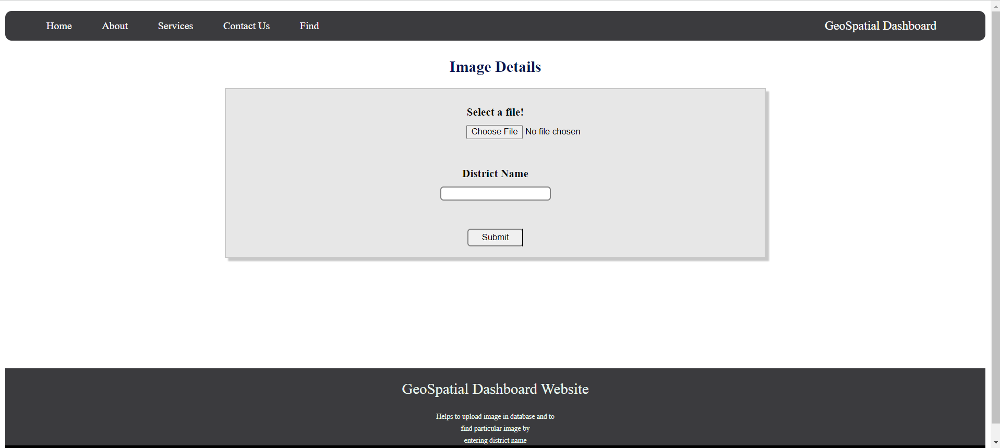 Home About Services Contact Us Find GeoSpatial Dashboard
Image Details
Select a file!
Choose File No file chosen
District Name
Submit
GeoSpatial Dashboard Website
Helps to upload image in database and to
find particular image by
entering district name